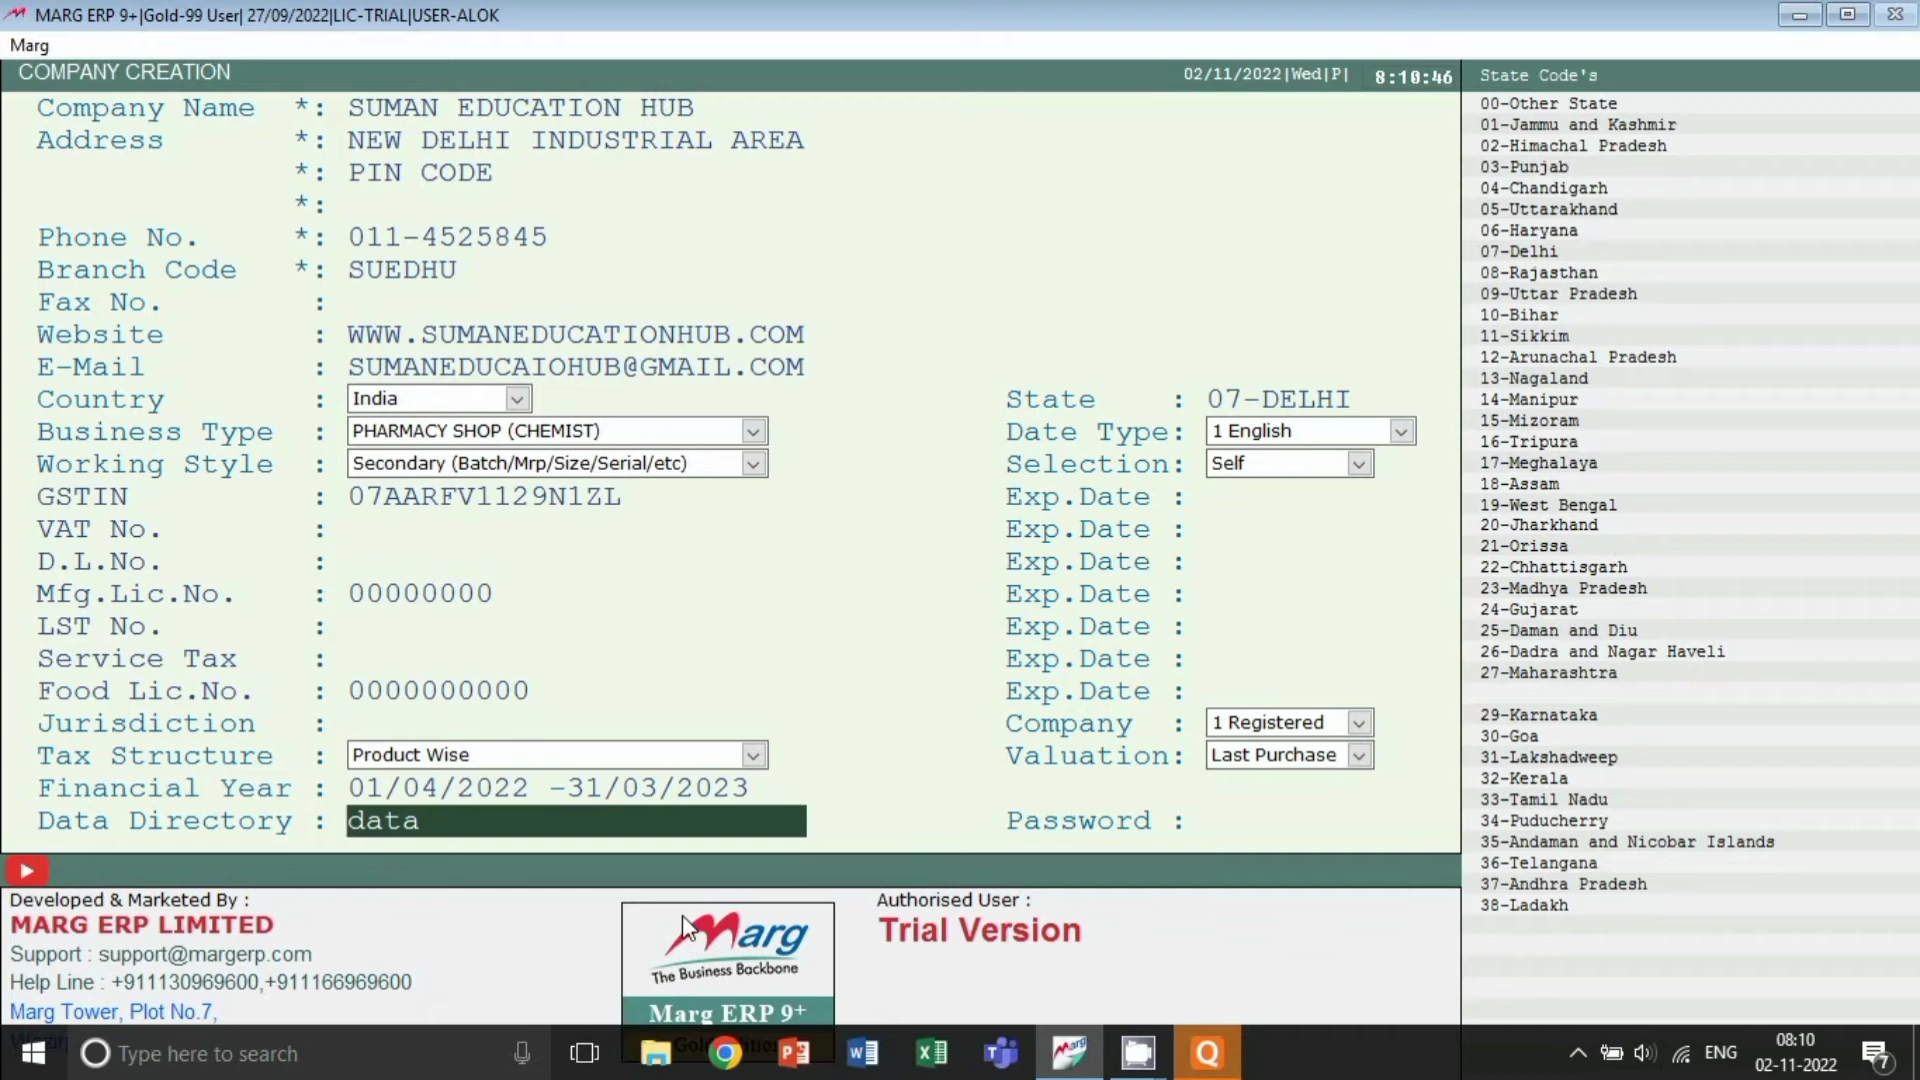 MARG ERP 9+|Gold-99 User| 27/09/2022|LIC-TRIAL|USER-ALOK
Marg
COMPANY CREATION 02/11/2022|Wed|P| 8:10:46
Company Name *: SUMAN EDUCATION HUB
Address *: NEW DELHI INDUSTRIAL AREA
*: PIN CODE
*:
Phone No. *: 011-4525845
Branch Code *: SUEDHU
Fax No. :
Website : WWW.SUMANEDUCATIONHUB.COM
E-Mail : SUMANEDUCAIOHUB@GMAIL.COM
Country : India State : 07-DELHI
Business Type : PHARMACY SHOP (CHEMIST) Date Type: 1 English
Working Style : Secondary (Batch/Mrp/Size/Serial/etc) Selection: Self
GSTIN : 07AARFV1129N1ZL Exp.Date :
VAT No. : Exp.Date :
D.L.No. : Exp.Date :
Mfg.Lic.No. : 00000000 Exp.Date :
LST No. : Exp.Date :
Service Tax : Exp.Date :
Food Lic.No. : 0000000000 Exp.Date :
Jurisdiction : Company : 1 Registered
Tax Structure : Product Wise Valuation: Last Purchase
Financial Year : 01/04/2022 -31/03/2023
Data Directory : data Password :
State Code's
00-Other State
01-Jammu and Kashmir
02-Himachal Pradesh
03-Punjab
04-Chandigarh
05-Uttarakhand
06-Haryana
07-Delhi
08-Rajasthan
09-Uttar Pradesh
10-Bihar
11-Sikkim
12-Arunachal Pradesh
13-Nagaland
14-Manipur
15-Mizoram
16-Tripura
17-Meghalaya
18-Assam
19-West Bengal
20-Jharkhand
21-Orissa
22-Chhattisgarh
23-Madhya Pradesh
24-Gujarat
25-Daman and Diu
26-Dadra and Nagar Haveli
27-Maharashtra
29-Karnataka
30-Goa
31-Lakshadweep
32-Kerala
33-Tamil Nadu
34-Puducherry
35-Andaman and Nicobar Islands
36-Telangana
37-Andhra Pradesh
38-Ladakh
Developed & Marketed By :
MARG ERP LIMITED
Support : support@margerp.com
Help Line : +911130969600,+911166969600
Marg Tower, Plot No.7,
Marg
The Business Backbone
Marg ERP 9+
Authorised User :
Trial Version
Type here to search
ENG
08:10
02-11-2022
7